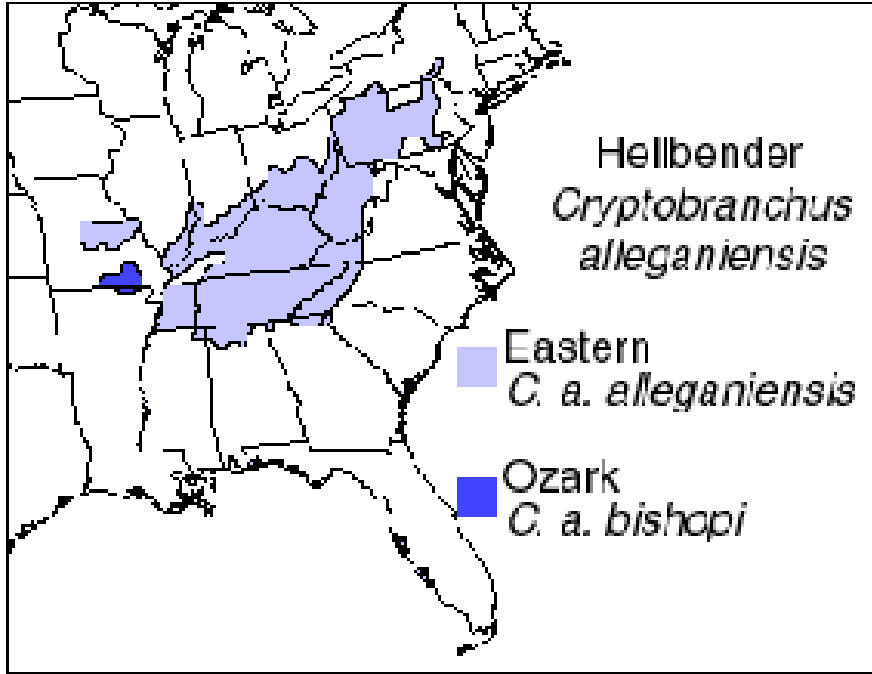 Hellbender
Cryptobranchus
alleganiensis
Eastern
C. a. alleganiensis
Ozark
C. a. bishopi